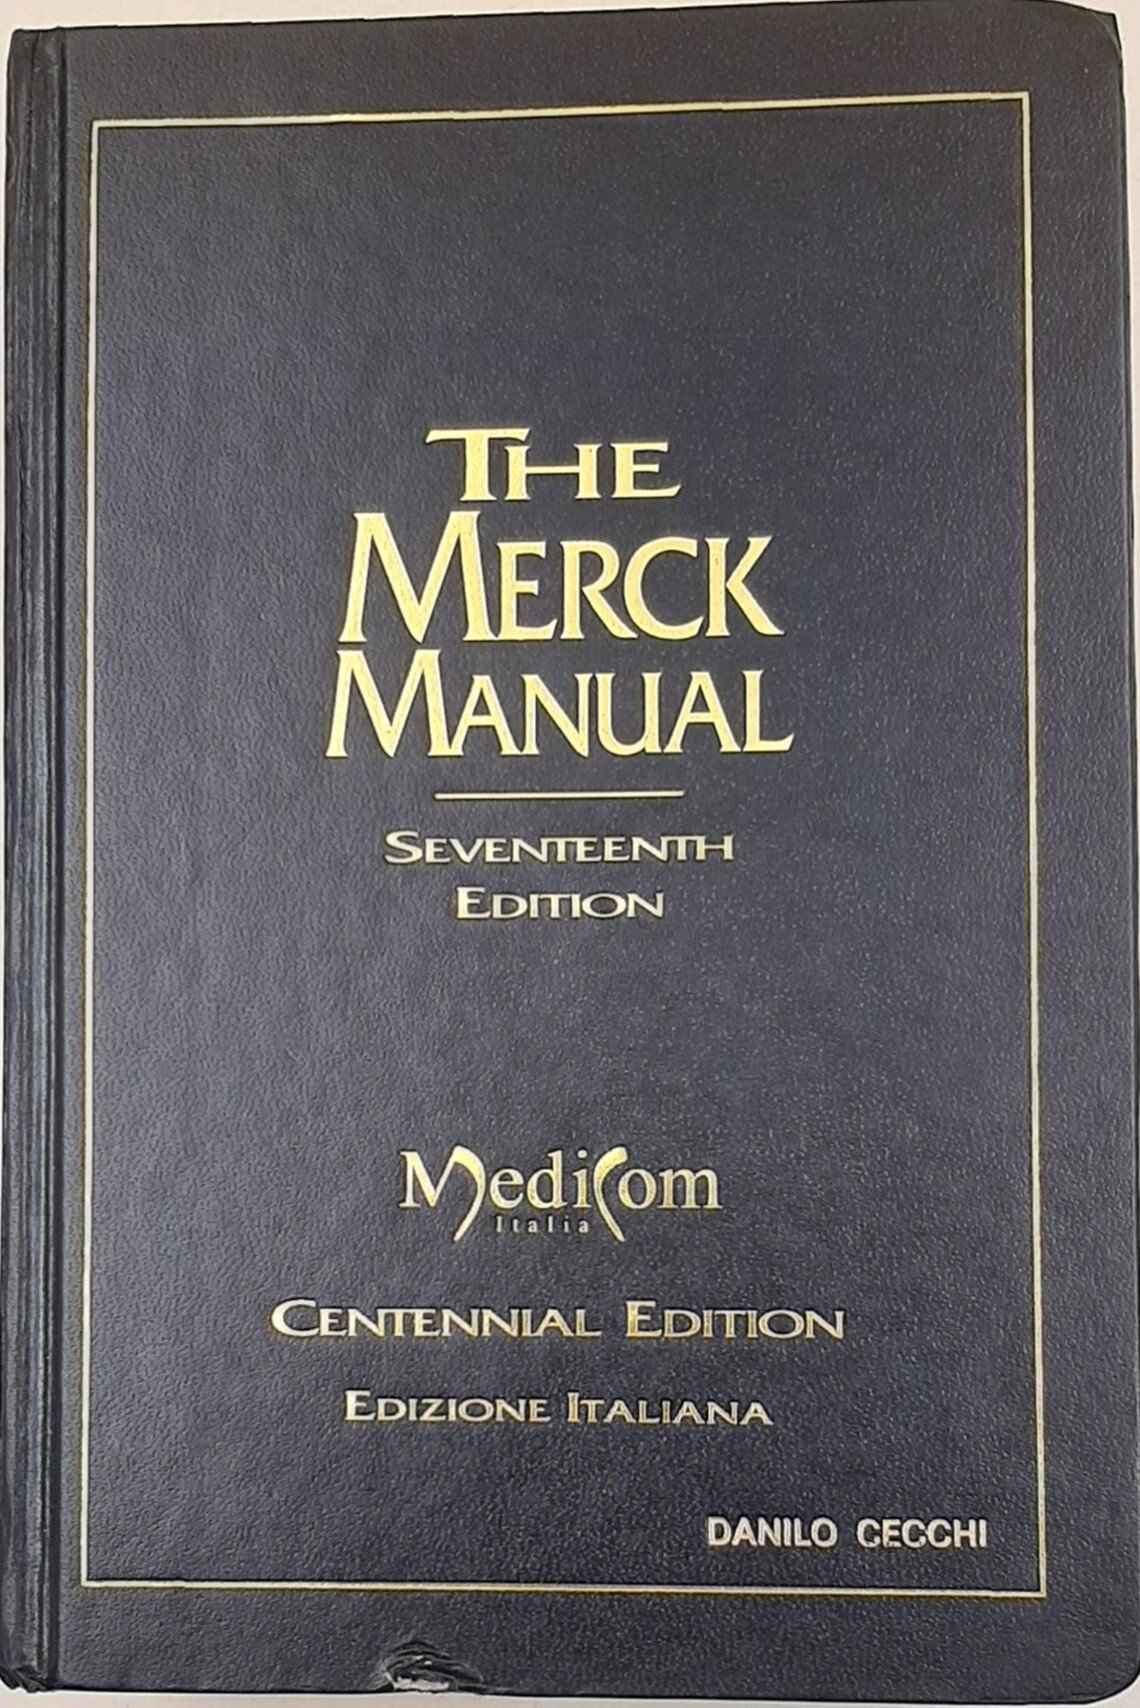 THE
MERCK
MANUAL
SEVENTEENTH
EDITION
MediCom
Italia
CENTENNIAL EDITION
EDIZIONE ITALIANA
DANILO CECCHI